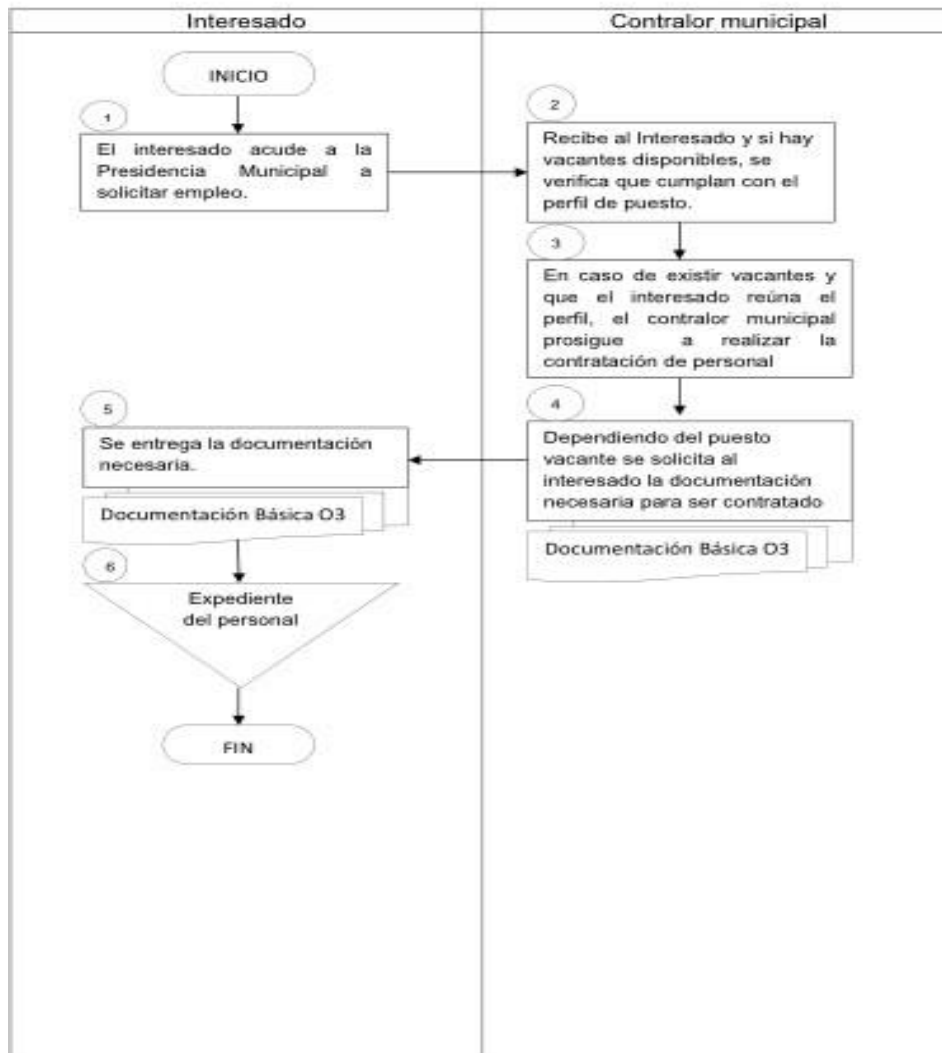 Interesado
Contralor municipal
INICIO
1
El interesado acude a la
Presidencia Municipal a
solicitar empleo.
2
Recibe al Interesado y si hay
vacantes disponibles, se
verifica que cumplan con el
perfil de puesto.
3
En caso de existir vacantes y
que el interesado reúna el
perfil, el contralor municipal
prosigue a realizar la
contratación de personal
4
Dependiendo del puesto
vacante se solicita al
interesado la documentación
necesaria para ser contratado
Documentación Básica O3
5
Se entrega la documentación
necesaria.
Documentación Básica O3
6
Expediente
del personal
FIN